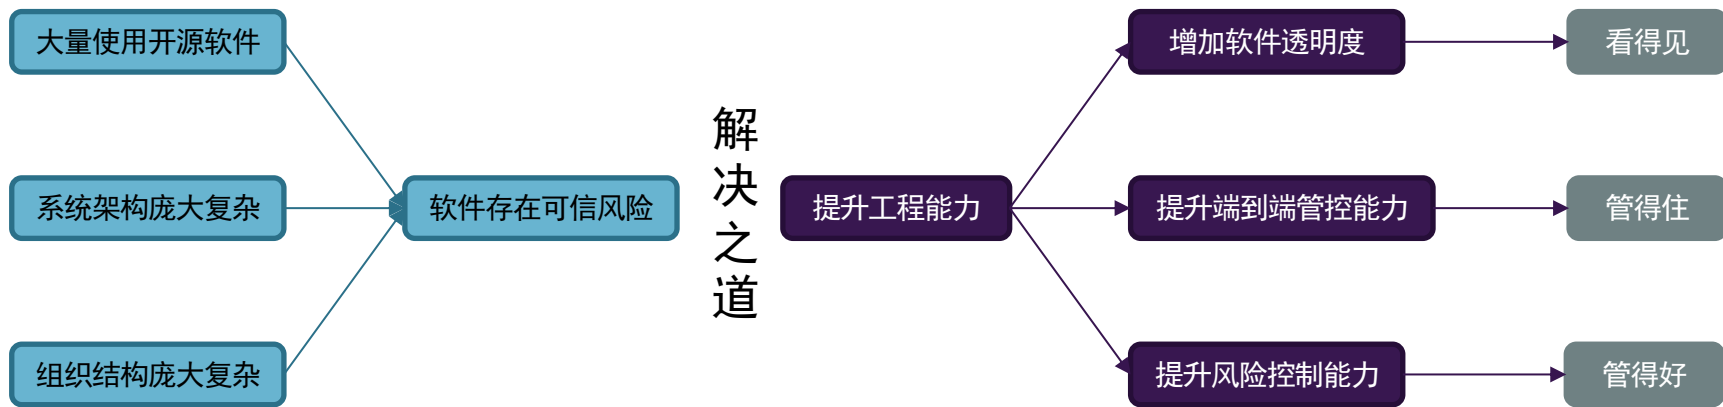 大量使用开源软件
系统架构庞大复杂
组织结构庞大复杂
软件存在可信风险
解决之道
提升工程能力
增加软件透明度
提升端到端管控能力
提升风险控制能力
看得见
管得住
管得好